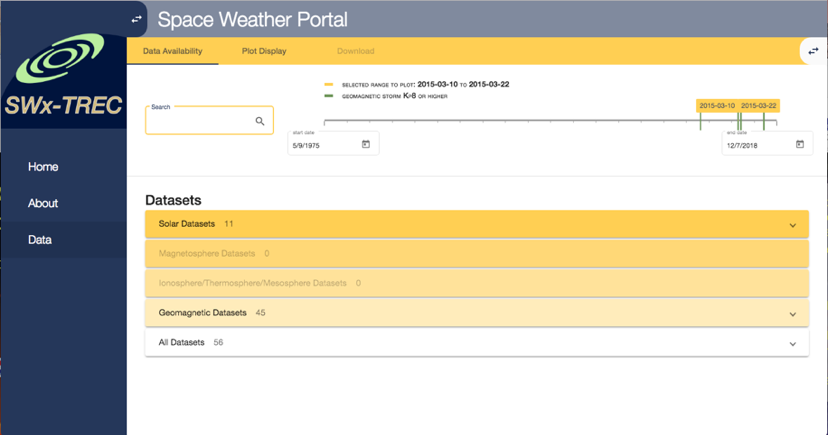 Space Weather Portal
SWx-TREC
Home
About
Data
Data Availability
Plot Display
Download
SELECTED RANGE TO PLOT: 2015-03-10 TO 2015-03-22
GEOMAGNETIC STORM Kp8 OR HIGHER
Search
2015-03-10 2015-03-22
start date
5/9/1975
end date
12/7/2018
Datasets
Solar Datasets 11
Magnetosphere Datasets 0
Ionosphere/Thermosphere/Mesosphere Datasets 0
Geomagnetic Datasets 45
All Datasets 56